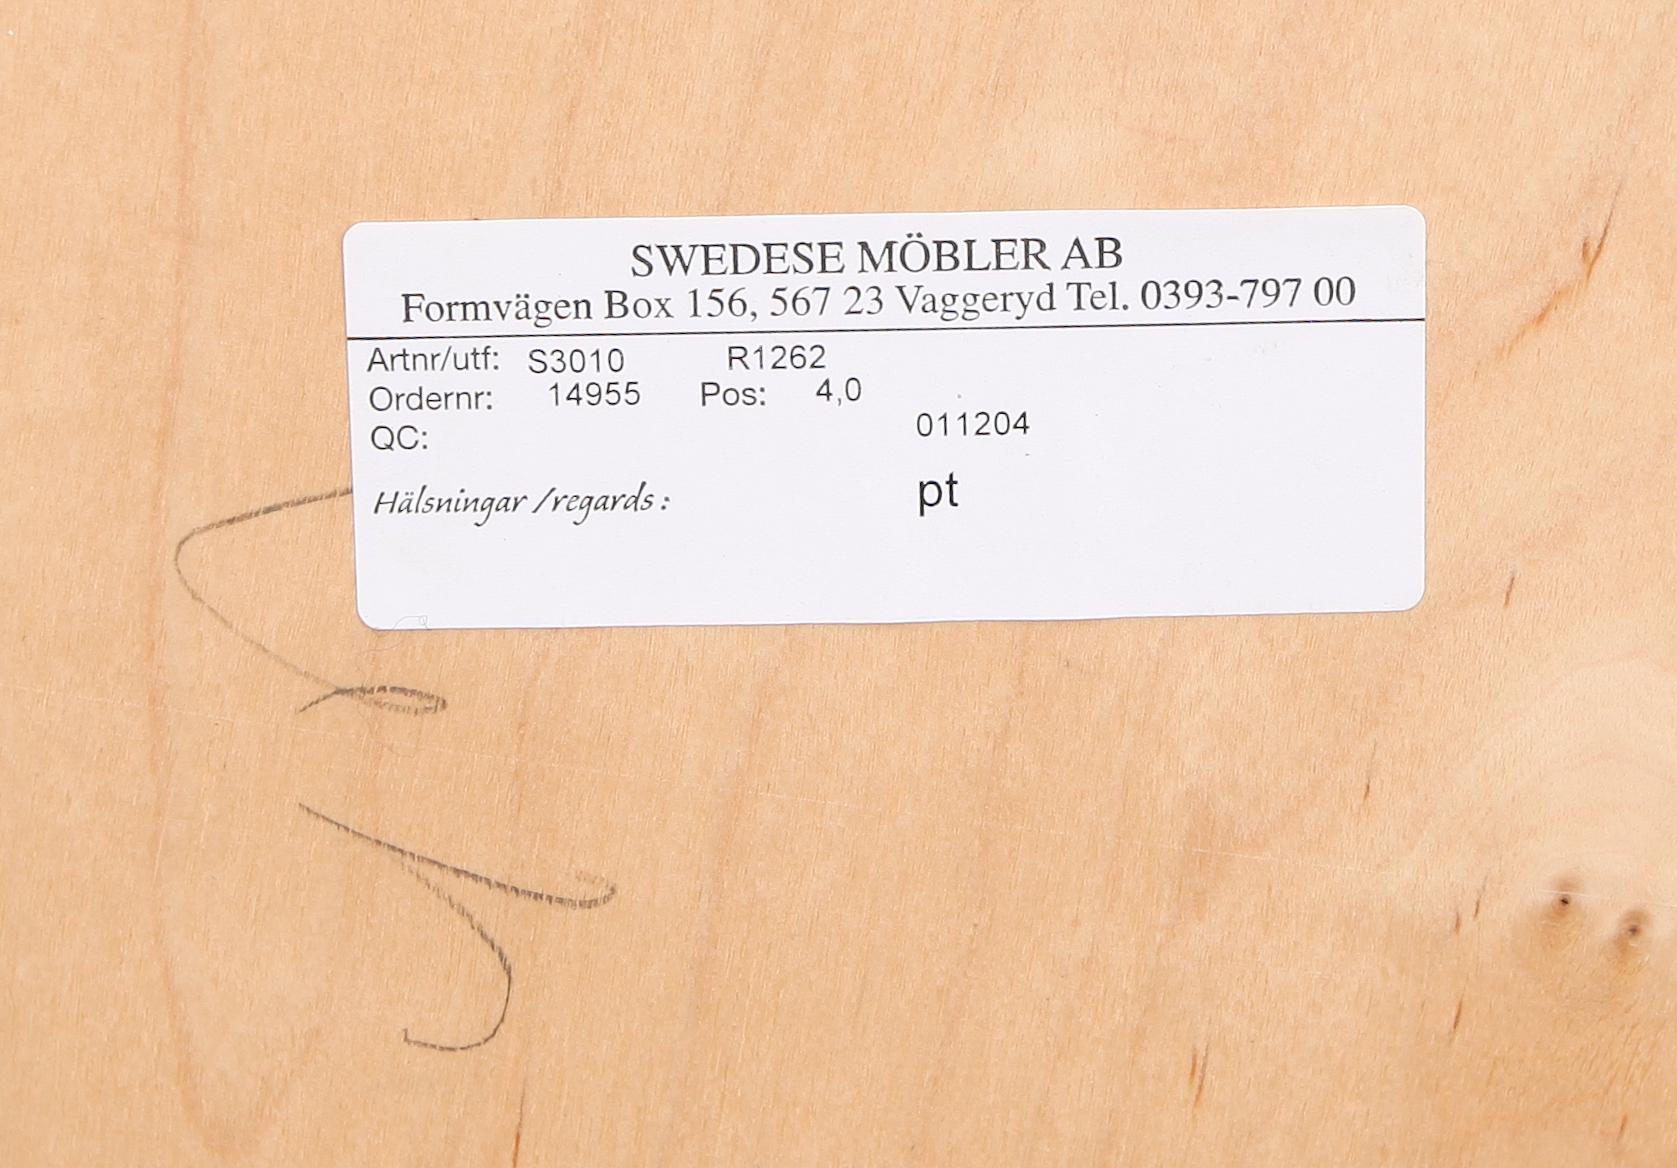 SWEDESE MÖBLER AB
Formvägen Box 156, 567 23 Vaggeryd Tel. 0393-797 00
Artnr/utf: S3010 R1262
Ordernr: 14955 Pos: 4,0
QC: 011204
Hälsningar /regards: pt